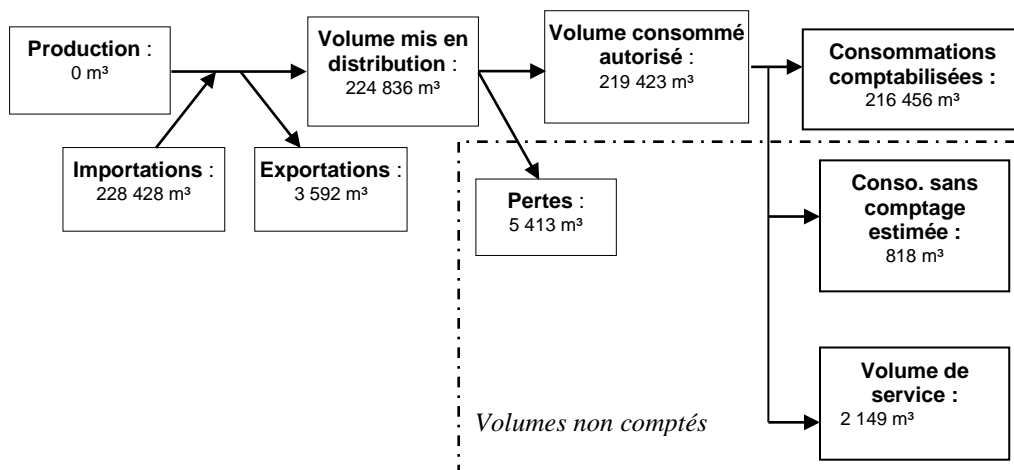 Production :
0 m³
Volume mis en
distribution :
224 836 m³
Volume consommé
autorisé :
219 423 m³
Consommations
comptabilisées :
216 456 m³
Importations :
228 428 m³
Exportations :
3 592 m³
Pertes :
5 413 m³
Conso. sans
comptage
estimée :
818 m³
Volume de
service :
2 149 m³
Volumes non comptés